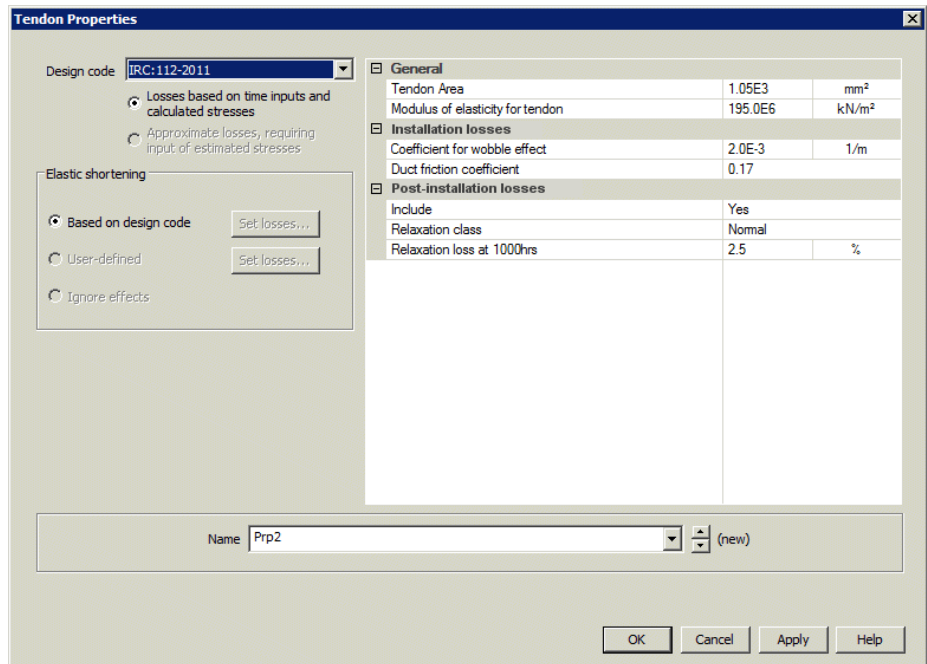 Tendon Properties
Design code IRC:112-2011
Losses based on time inputs and
calculated stresses
Approximate losses, requiring
input of estimated stresses
Elastic shortening
Based on design code Set losses...
User-defined Set losses...
Ignore effects
General
Tendon Area 1.05E3 mm²
Modulus of elasticity for tendon 195.0E6 kN/m²
Installation losses
Coefficient for wobble effect 2.0E-3 1/m
Duct friction coefficient 0.17
Post-installation losses
Include Yes
Relaxation class Normal
Relaxation loss at 1000hrs 2.5 %
Name Prp2 (new)
OK Cancel Apply Help